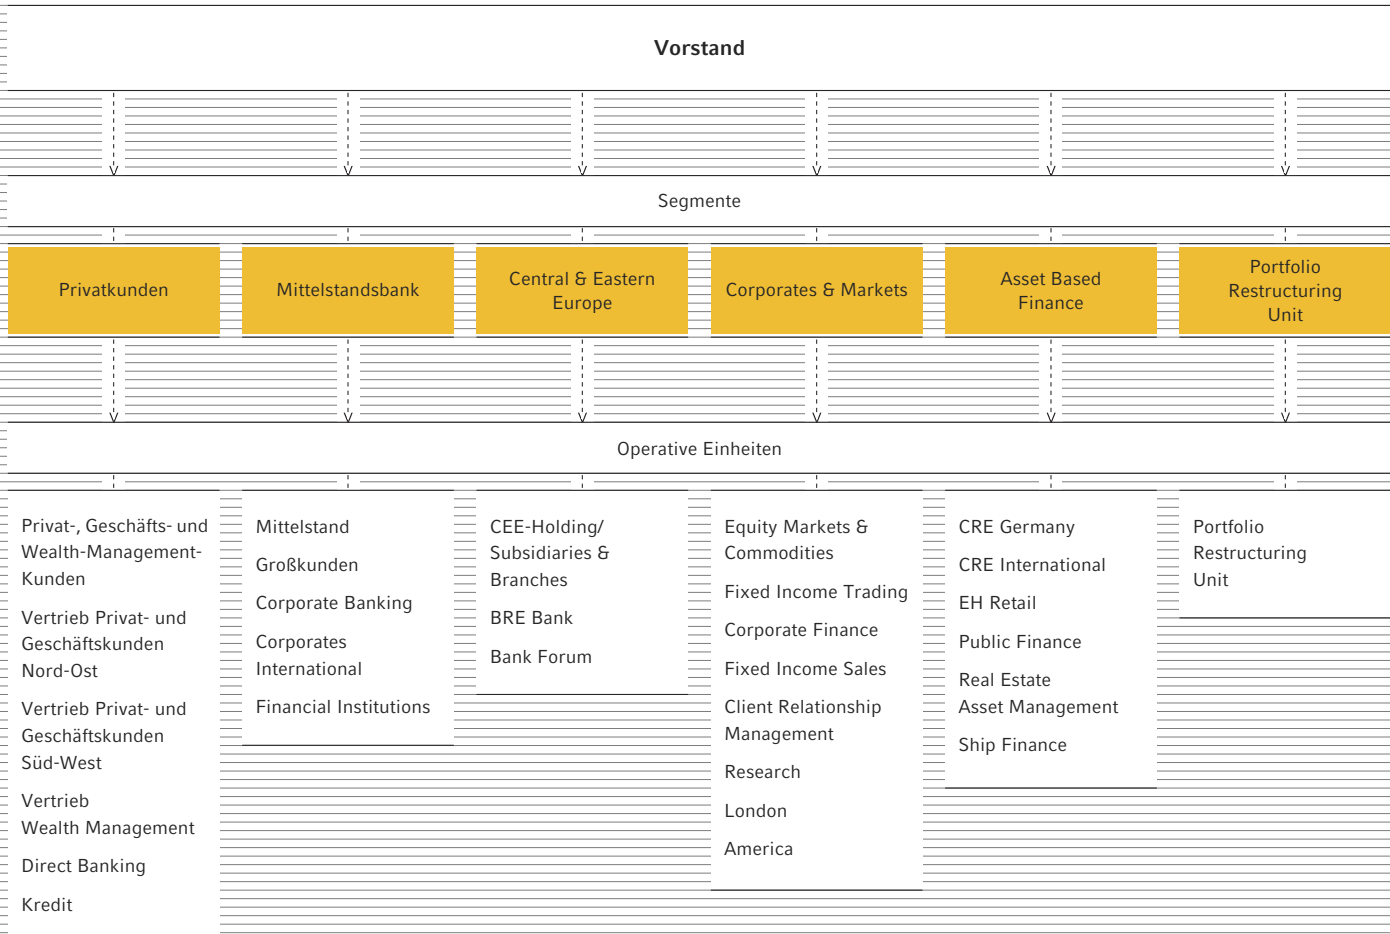 Vorstand
Segmente
Privatkunden
Mittelstandsbank
Central & Eastern
Europe
Corporates & Markets
Asset Based
Finance
Portfolio
Restructuring
Unit
Operative Einheiten
Privat-, Geschäfts- und
Wealth-Management-
Kunden
Vertrieb Privat- und
Geschäftskunden
Nord-Ost
Vertrieb Privat- und
Geschäftskunden
Süd-West
Vertrieb
Wealth Management
Direct Banking
Kredit
Mittelstand
Großkunden
Corporate Banking
Corporates
International
Financial Institutions
CEE-Holding/
Subsidiaries &
Branches
BRE Bank
Bank Forum
Equity Markets &
Commodities
Fixed Income Trading
Corporate Finance
Fixed Income Sales
Client Relationship
Management
Research
London
America
CRE Germany
CRE International
EH Retail
Public Finance
Real Estate
Asset Management
Ship Finance
Portfolio
Restructuring
Unit